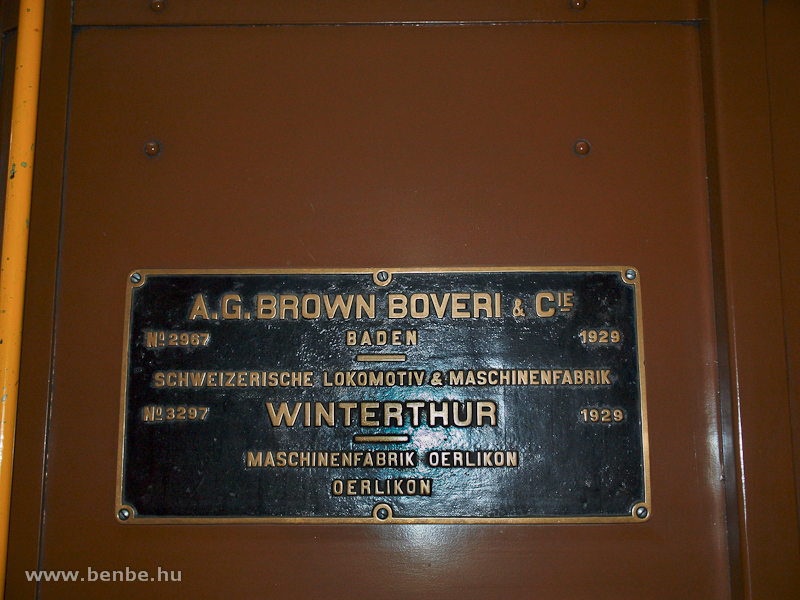 A.G. BROWN BOVERI & CIE
No 2967 BADEN 1929
SCHWEIZERISCHE LOKOMOTIV & MASCHINENFABRIK
No 3297 WINTERTHUR 1929
MASCHINENFABRIK OERLIKON
OERLIKON
www.benbe.hu